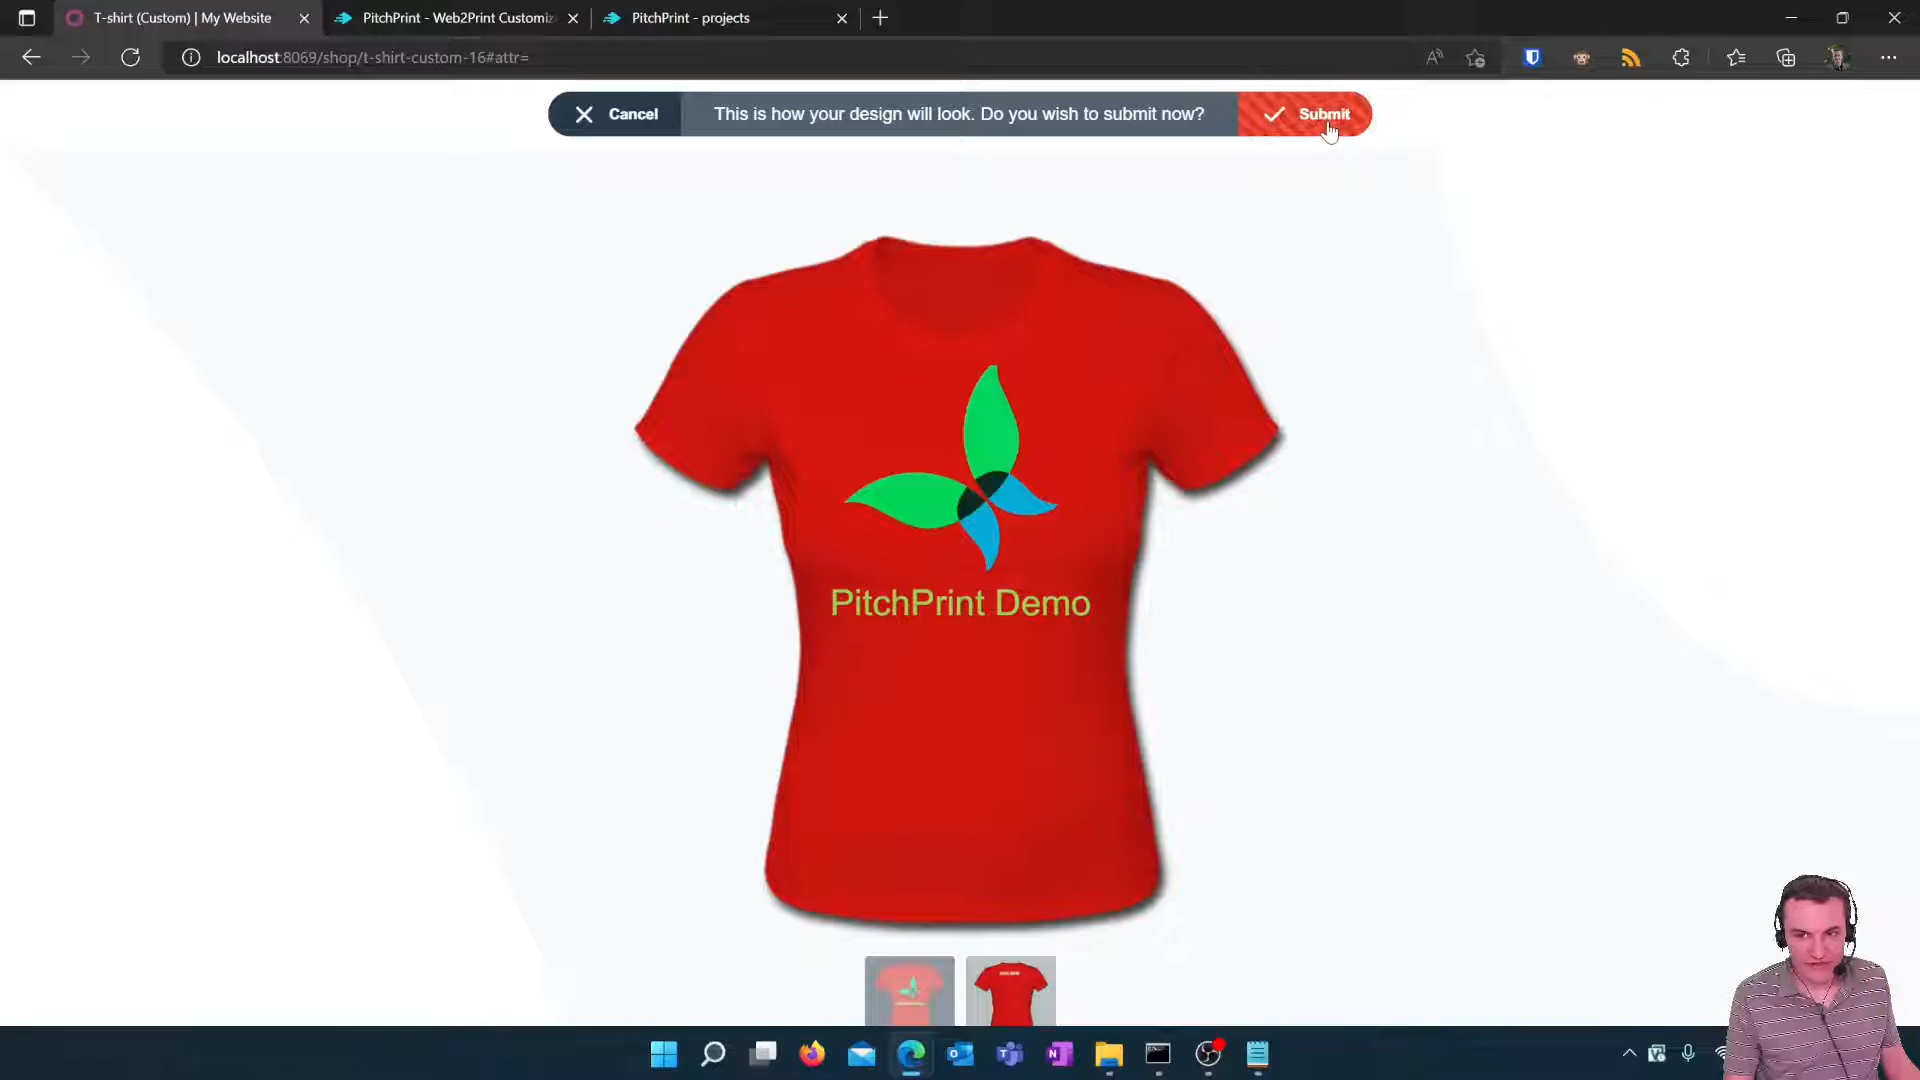 T-shirt (Custom) | My Website
PitchPrint - Web2Print Customiz
PitchPrint - projects
localhost:8069/shop/t-shirt-custom-16#attr=
Cancel
This is how your design will look. Do you wish to submit now?
Submit
PitchPrint Demo